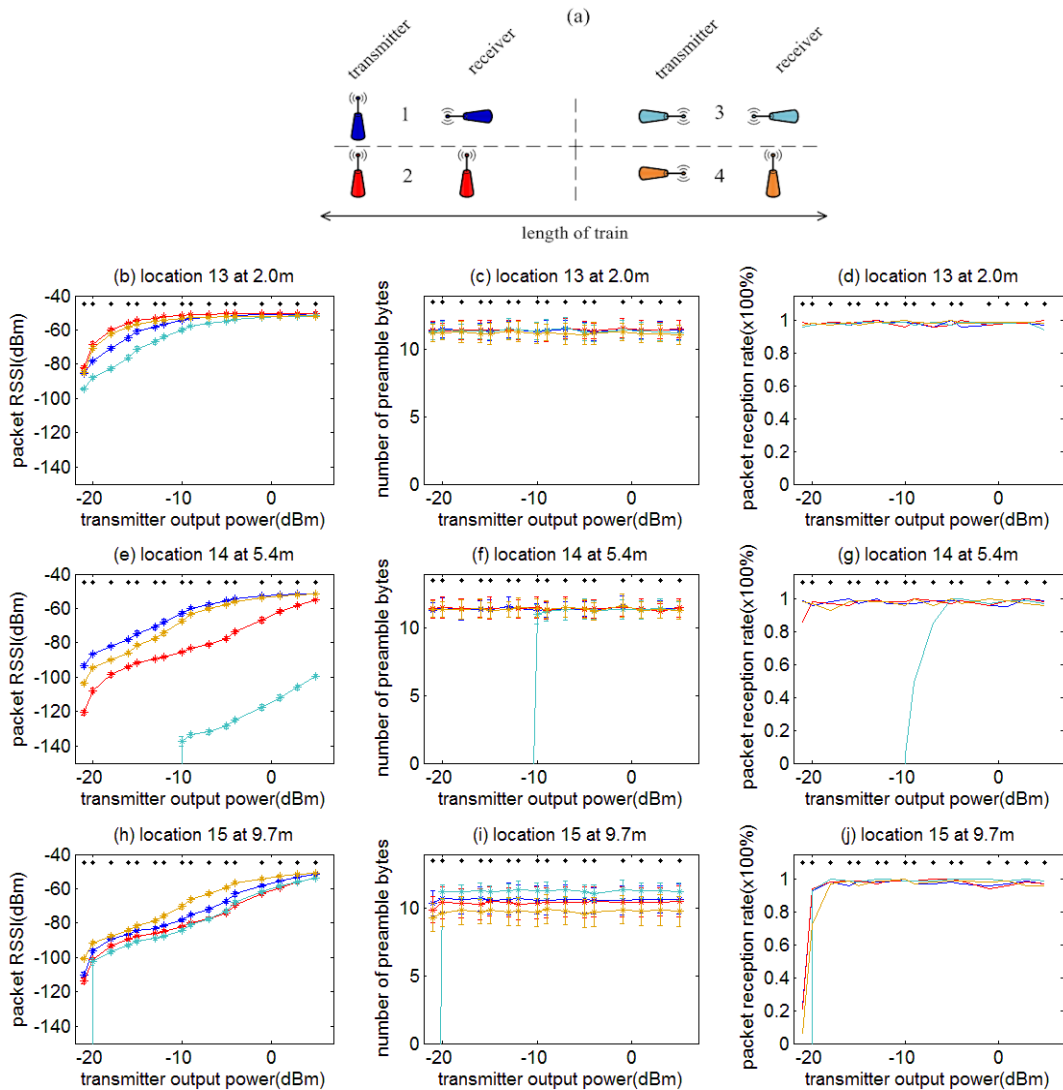 (a)
transmitter
receiver
transmitter
receiver
1
3
2
4
length of train
(b) location 13 at 2.0m
(c) location 13 at 2.0m
(d) location 13 at 2.0m
packet RSSI(dBm)
-40
-60
-80
-100
-120
-140
-20
-10
0
transmitter output power(dBm)
number of preamble bytes
10
5
0
-20
-10
0
transmitter output power(dBm)
packet reception rate(x100%)
1
0.8
0.6
0.4
0.2
0
-20
-10
0
transmitter output power(dBm)
(e) location 14 at 5.4m
(f) location 14 at 5.4m
(g) location 14 at 5.4m
packet RSSI(dBm)
-40
-60
-80
-100
-120
-140
-20
-10
0
transmitter output power(dBm)
number of preamble bytes
10
5
0
-20
-10
0
transmitter output power(dBm)
packet reception rate(x100%)
1
0.8
0.6
0.4
0.2
0
-20
-10
0
transmitter output power(dBm)
(h) location 15 at 9.7m
(i) location 15 at 9.7m
(j) location 15 at 9.7m
packet RSSI(dBm)
-40
-60
-80
-100
-120
-140
-20
-10
0
transmitter output power(dBm)
number of preamble bytes
10
5
0
-20
-10
0
transmitter output power(dBm)
packet reception rate(x100%)
1
0.8
0.6
0.4
0.2
0
-20
-10
0
transmitter output power(dBm)